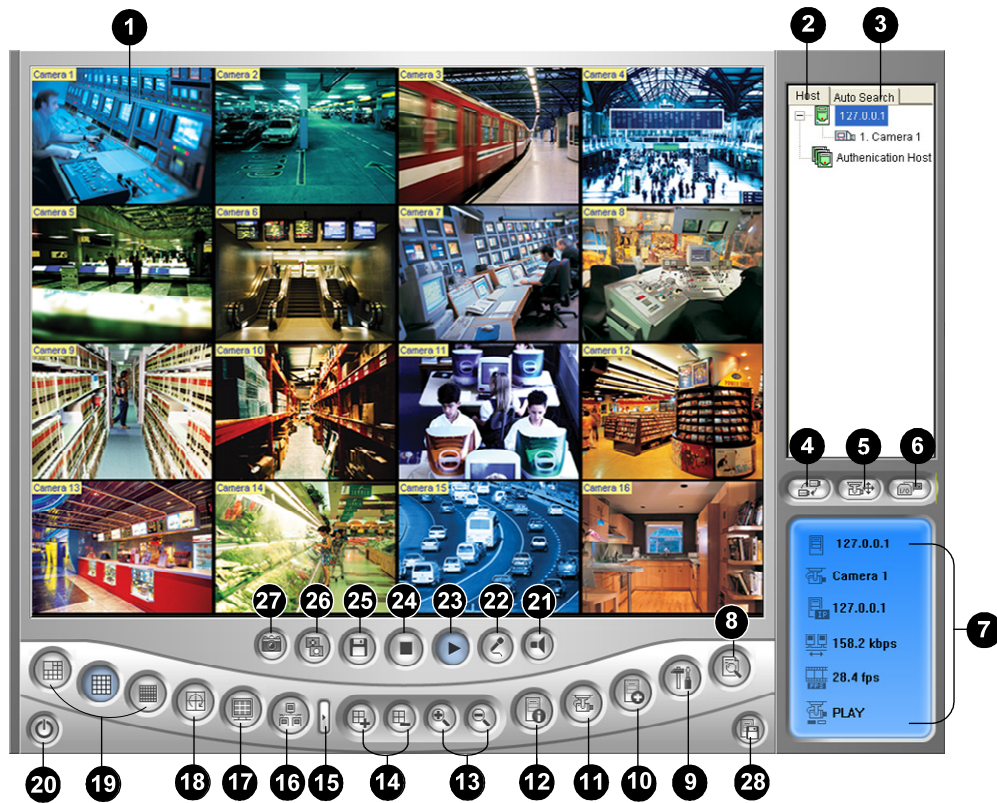 1
2
3
Camera 1
Camera 2
Camera 3
Camera 4
Host
Auto Search
127.0.0.1
1. Camera 1
Authenication Host
Camera 5
Camera 6
Camera 7
Camera 8
Camera 9
Camera 10
Camera 11
Camera 12
4
5
6
I/O
Camera 13
Camera 14
Camera 15
Camera 16
127.0.0.1
Camera 1
IP
127.0.0.1
158.2 kbps
FPS
28.4 fps
PLAY
7
27
26
25
24
23
22
21
8
20
19
18
17
16
15
14
13
12
11
10
9
28